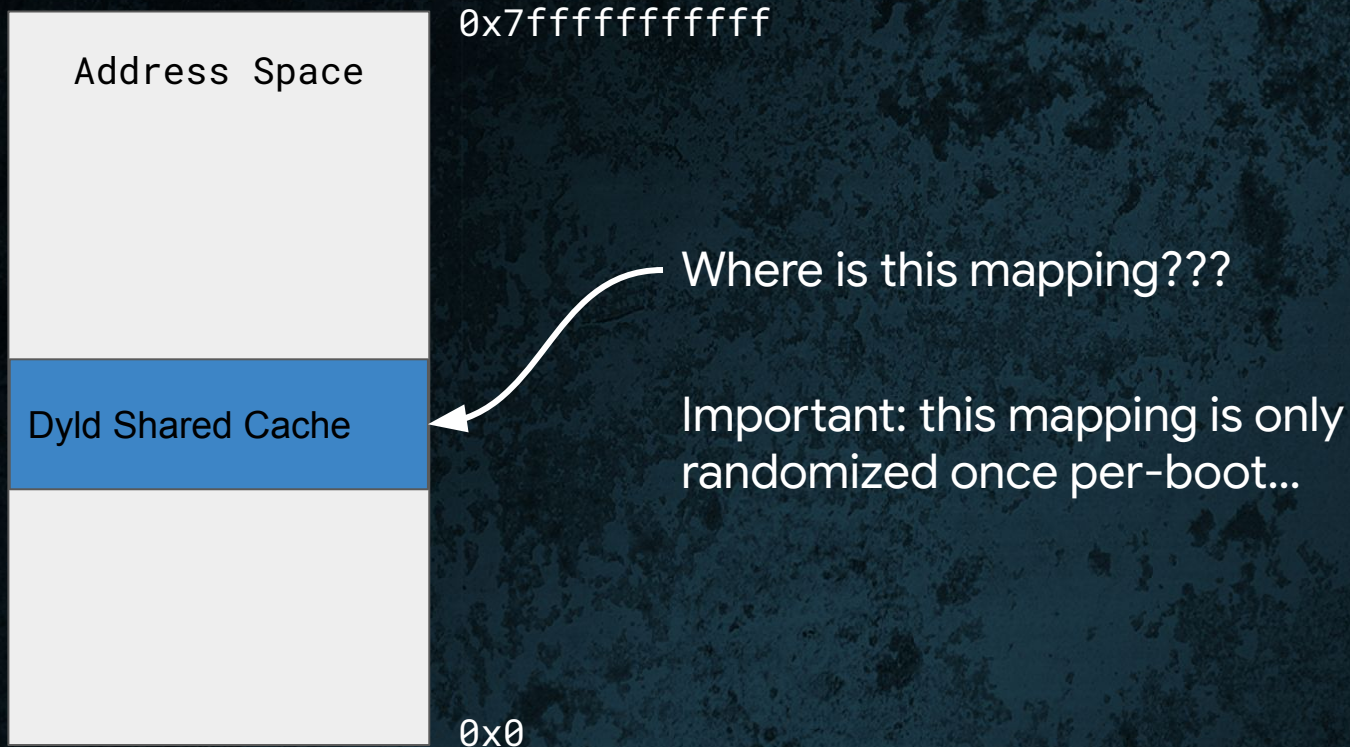 0x7fffffffffff
Address Space
Where is this mapping???
Dyld Shared Cache
Important: this mapping is only
randomized once per-boot...
0x0